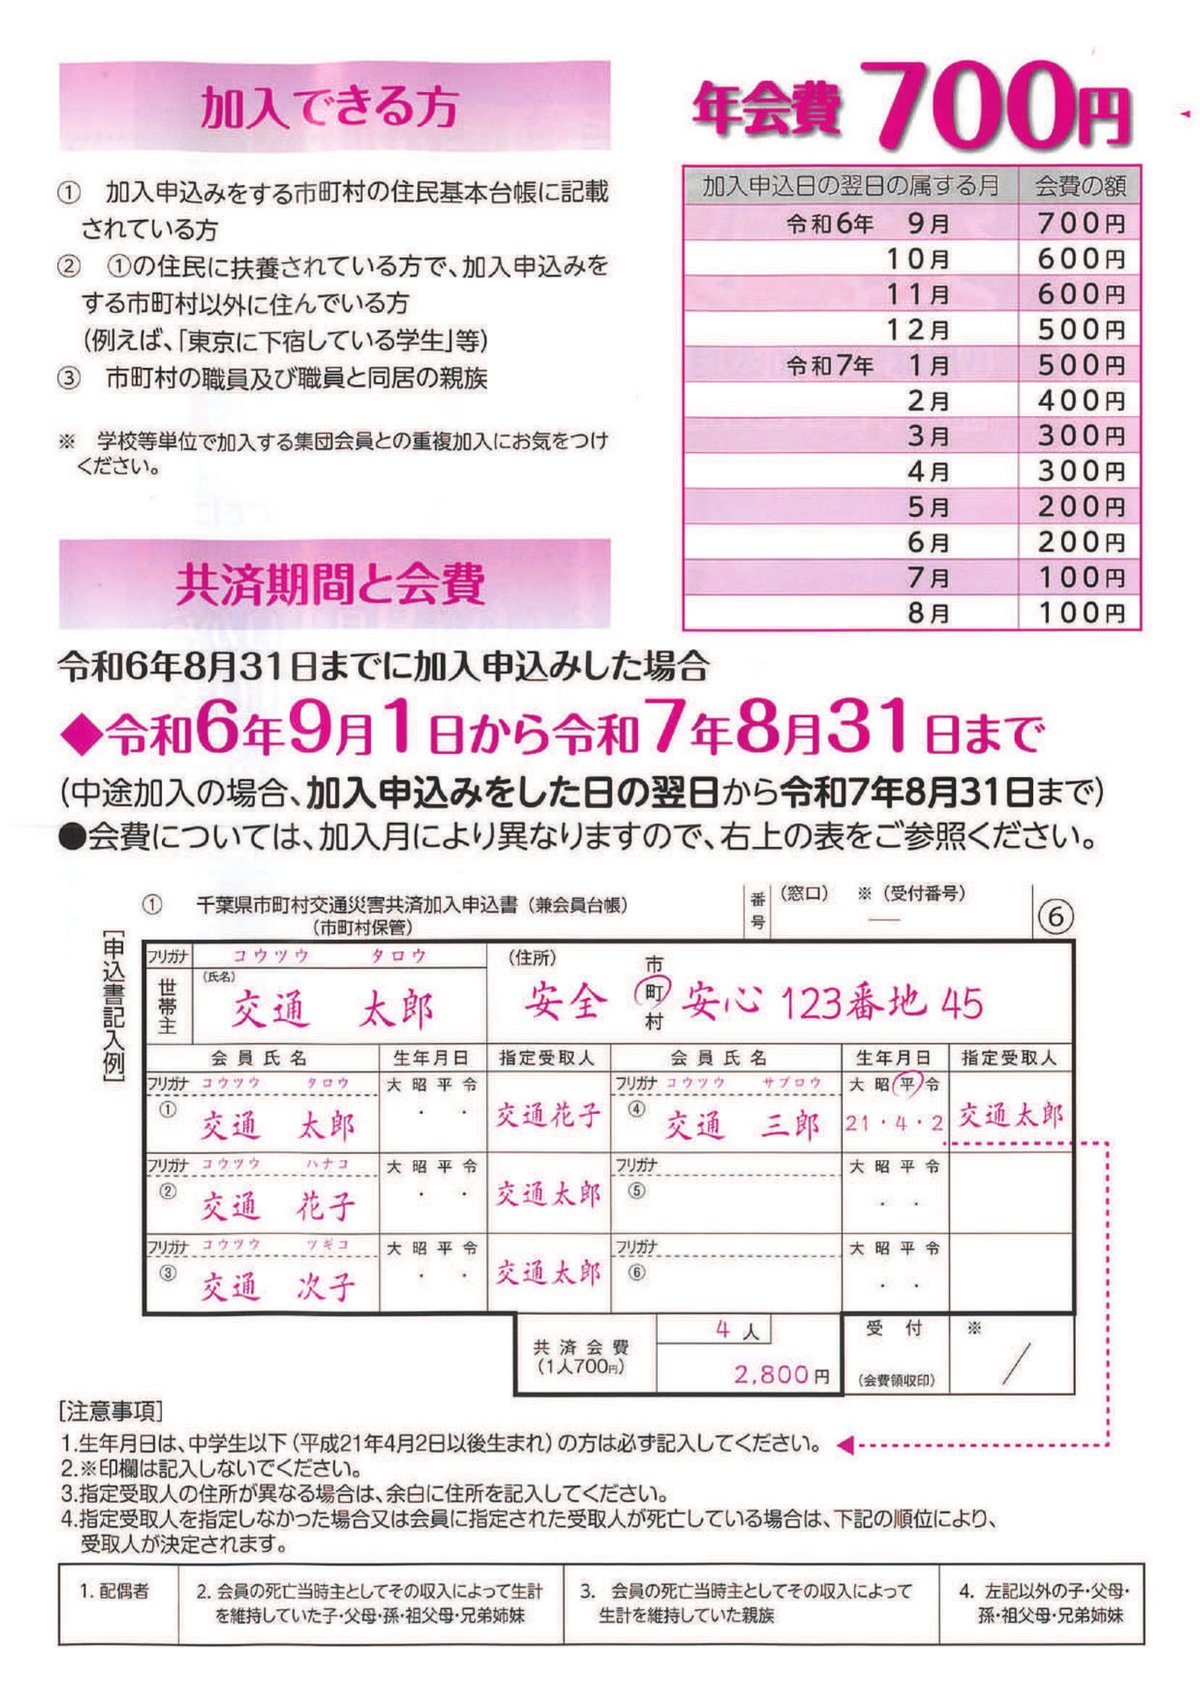 加入できる方
① 加入申込みをする市町村の住民基本台帳に記載
されている方
② ①の住民に扶養されている方で、加入申込みを
する市町村以外に住んでいる方
(例えば、「東京に下宿している学生」等)
③ 市町村の職員及び職員と同居の親族
※ 学校等単位で加入する集団会員との重複加入にお気をつけ
ください。
年会費 700円
加入申込日の翌日の属する月 会費の額
令和6年 9月 700円
10月 600円
11月 600円
12月 500円
令和7年 1月 500円
2月 400円
3月 300円
4月 300円
5月 200円
6月 200円
7月 100円
8月 100円
共済期間と会費
令和6年8月31日までに加入申込みした場合
◆令和6年9月1日から令和7年8月31日まで
(中途加入の場合、加入申込みをした日の翌日から令和7年8月31日まで)
●会費については、加入月により異なりますので、右上の表をご参照ください。
[申込書記入例]
① 千葉県市町村交通災害共済加入申込書(兼会員台帳)
(市町村保管)
番号 (窓口) ※(受付番号)
―
⑥
フリガナ コウツウ タロウ
世帯主 (氏名) 交通 太郎
(住所) 安全 市町村 安心 123番地 45
会員氏名 生年月日 指定受取人 会員氏名 生年月日 指定受取人
フリガナ コウツウ タロウ 大 昭 平 令 フリガナ コウツウ サブロウ 大 昭 平 令
① 交通 太郎 ・ ・ 交通花子 ④ 交通 三郎 21・4・2 交通太郎
フリガナ コウツウ ハナコ 大 昭 平 令 フリガナ 大 昭 平 令
② 交通 花子 ・ ・ 交通太郎 ⑤ ・ ・
フリガナ コウツウ ツギコ 大 昭 平 令 フリガナ 大 昭 平 令
③ 交通 次子 ・ ・ 交通太郎 ⑥ ・ ・
共済会費
(1人700円)
4人
2,800円
受付
(会費領収印)
※ /
[注意事項]
1.生年月日は、中学生以下(平成21年4月2日以後生まれ)の方は必ず記入してください。
2.※印欄は記入しないでください。
3.指定受取人の住所が異なる場合は、余白に住所を記入してください。
4.指定受取人を指定しなかった場合又は会員に指定された受取人が死亡している場合は、下記の順位により、
受取人が決定されます。
1. 配偶者
2. 会員の死亡当時主としてその収入によって生計
を維持していた子・父母・孫・祖父母・兄弟姉妹
3. 会員の死亡当時主としてその収入によって
生計を維持していた親族
4. 左記以外の子・父母・
孫・祖父母・兄弟姉妹